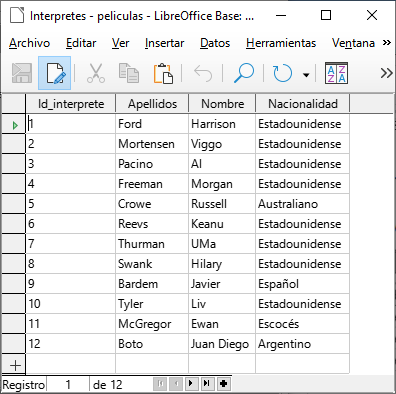 Interpretes - peliculas - LibreOffice Base: ...
Archivo Editar Ver Insertar Datos Herramientas Ventana »
A Z Z A »
Id_interprete Apellidos Nombre Nacionalidad
1 Ford Harrison Estadounidense
2 Mortensen Viggo Estadounidense
3 Pacino Al Estadounidense
4 Freeman Morgan Estadounidense
5 Crowe Russell Australiano
6 Reevs Keanu Estadounidense
7 Thurman UMa Estadounidense
8 Swank Hilary Estadounidense
9 Bardem Javier Español
10 Tyler Liv Estadounidense
11 McGregor Ewan Escocés
12 Boto Juan Diego Argentino
Registro 1 de 12